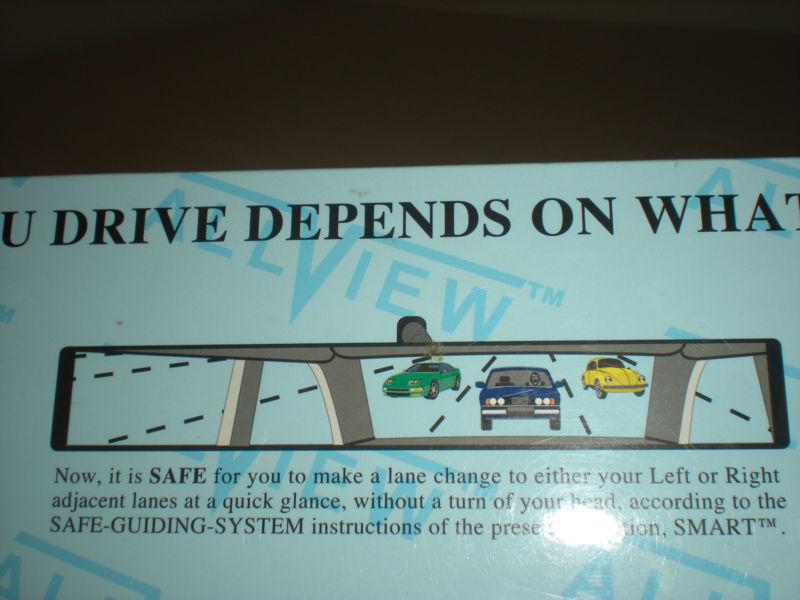 U DRIVE DEPENDS ON WHAT
ALLVIEW™
Now, it is SAFE for you to make a lane change to either your Left or Right
adjacent lanes at a quick glance, without a turn of your head, according to the
SAFE-GUIDING-SYSTEM instructions of the SMART™.